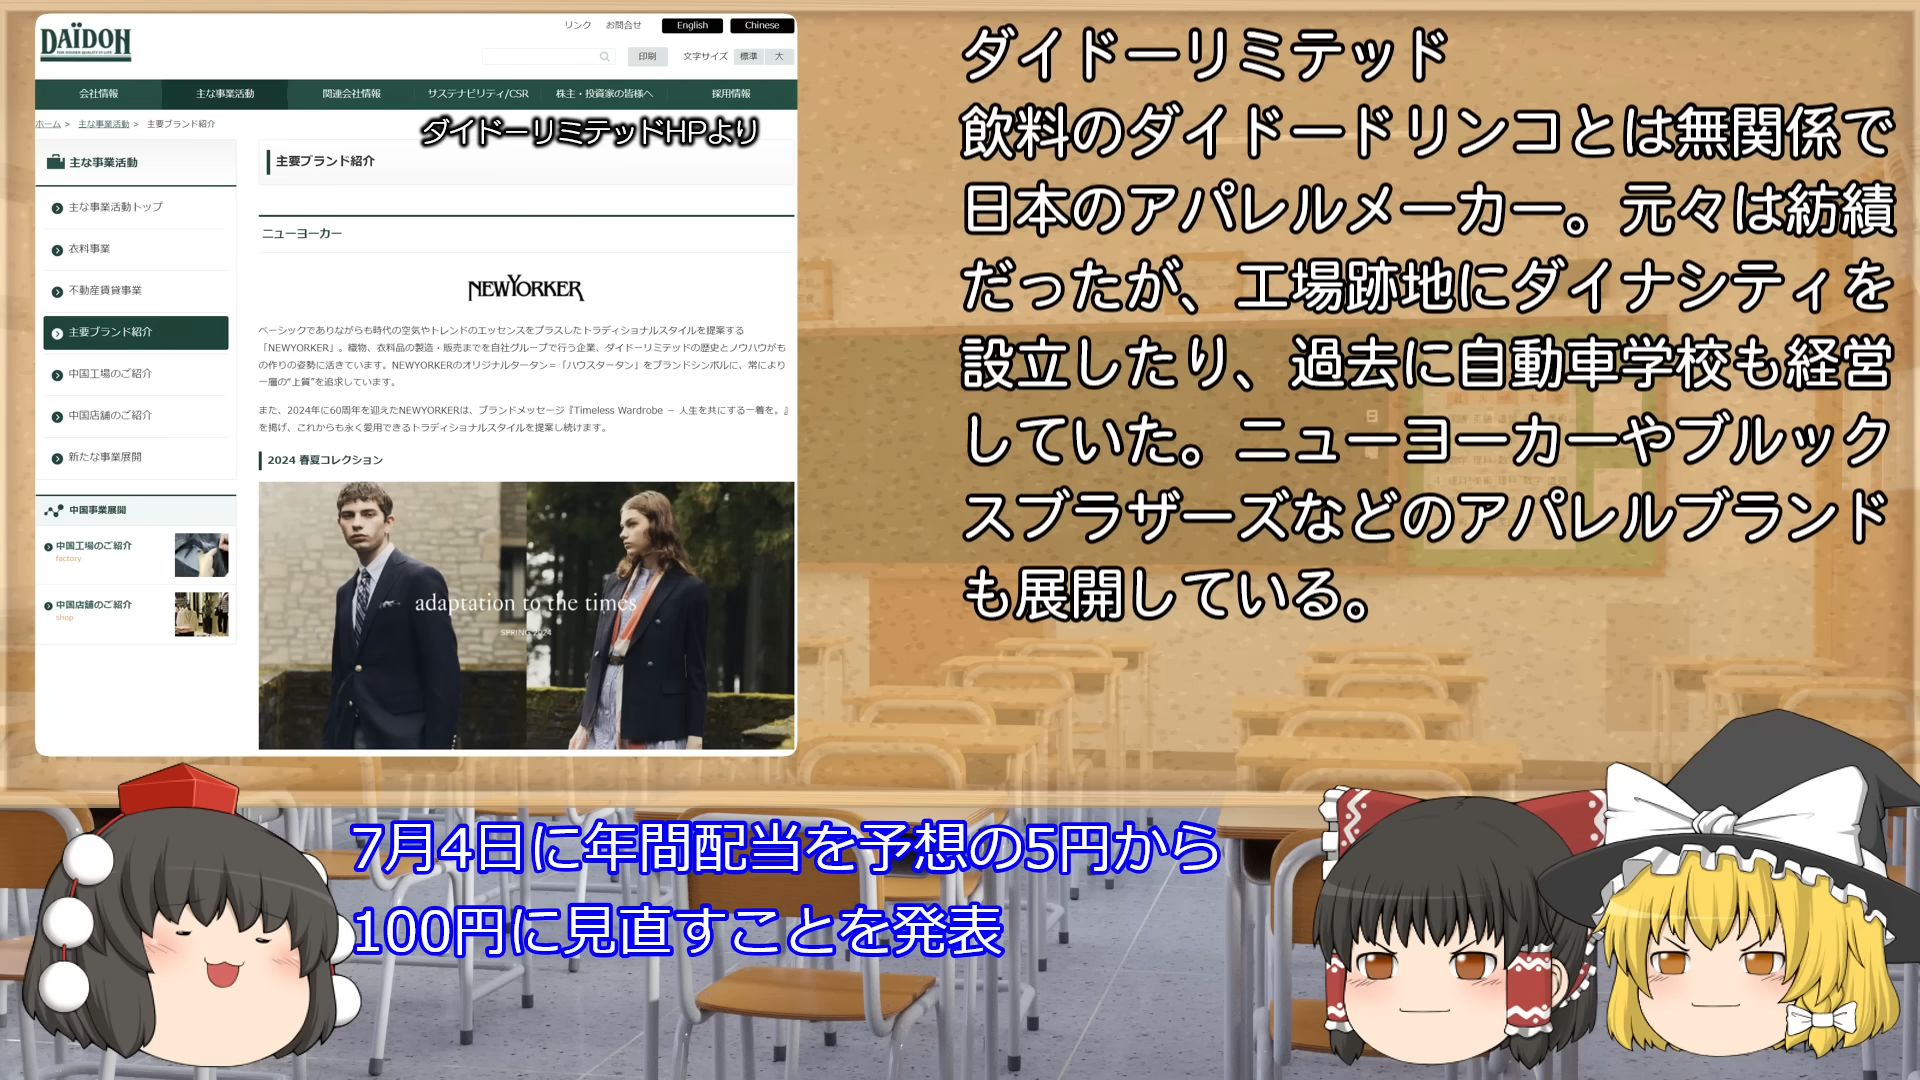 DAÏDOH
リンク
お問合せ
English
Chinese
印刷
文字サイズ
標準
大
会社情報
主な事業活動
関連会社情報
サステナビリティ/CSR
株主・投資家の皆様へ
採用情報
ホーム > 主な事業活動 > 主要ブランド紹介
ダイドーリミテッドHPより
主な事業活動
主な事業活動トップ
衣料事業
不動産賃貸事業
主要ブランド紹介
中国工場のご紹介
中国店舗のご紹介
新たな事業展開
中国事業展開
中国工場のご紹介
factory
中国店舗のご紹介
shop
主要ブランド紹介
ニューヨーカー
NEWYORKER
ベーシックでありながらも時代の空気やトレンドのエッセンスをプラスしたトラディショナルスタイルを提案する
「NEWYORKER」。織物、衣料品の製造・販売までを自社グループで行う企業、ダイドーリミテッドの歴史とノウハウがも
の作りの姿勢に活きています。NEWYORKERのオリジナルタータン=「ハウスタータン」をブランドシンボルに、常により
一層の“上質”を追求しています。
また、2024年に60周年を迎えたNEWYORKERは、ブランドメッセージ『Timeless Wardrobe － 人生を共にする一着を。』
を掲げ、これからも永く愛用できるトラディショナルスタイルを提案し続けます。
2024 春夏コレクション
adaptation to the times
SPRING 2024
ダイドーリミテッド
飲料のダイドードリンコとは無関係で
日本のアパレルメーカー。元々は紡績
だったが、工場跡地にダイナシティを
設立したり、過去に自動車学校も経営
していた。ニューヨーカーやブルック
スブラザーズなどのアパレルブランド
も展開している。
7月4日に年間配当を予想の5円から
100円に見直すことを発表